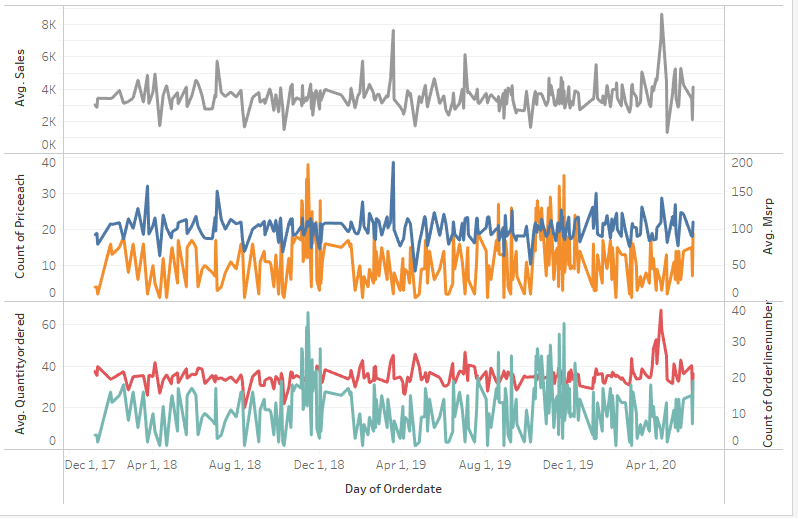 Avg. Sales
8K
6K
4K
2K
0K
Count of Priceeach
40
30
20
10
0
200
150
100
50
0
Avg. Msrp
Avg. Quantityordered
60
40
20
0
40
30
20
10
0
Count of Orderlinenumber
Dec 1, 17 Apr 1, 18 Aug 1, 18 Dec 1, 18 Apr 1, 19 Aug 1, 19 Dec 1, 19 Apr 1, 20
Day of Orderdate